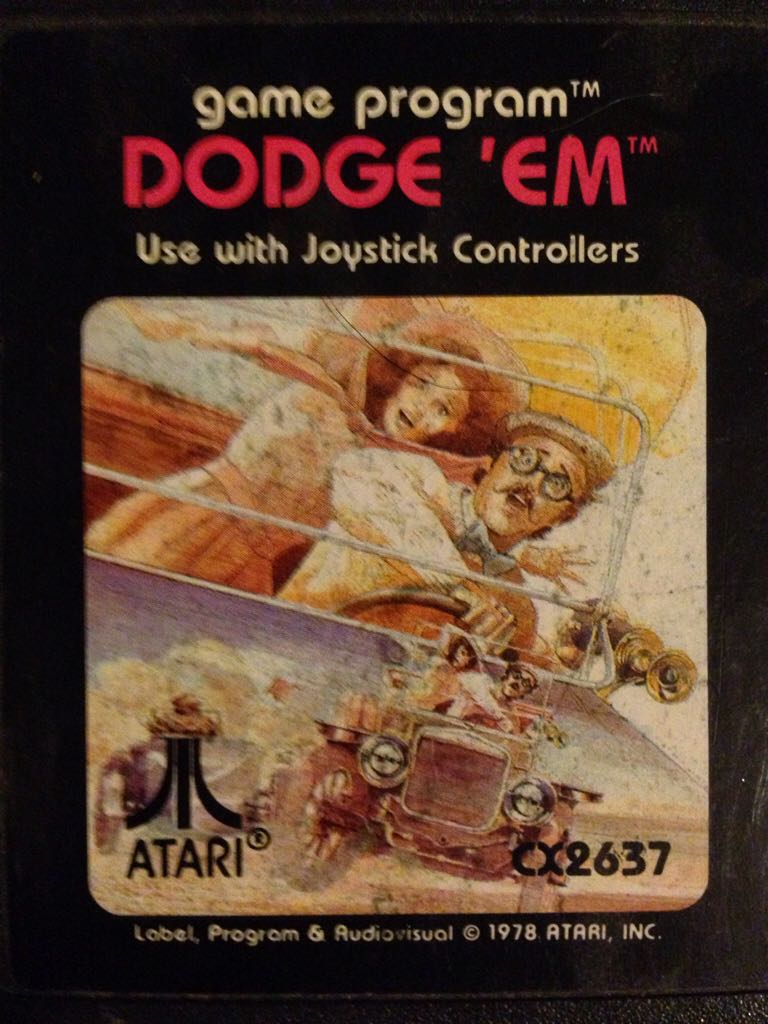 game program™
DODGE 'EM™
Use with Joystick Controllers
ATARI®
CX2637
Label, Program & Audiovisual © 1978 ATARI, INC.